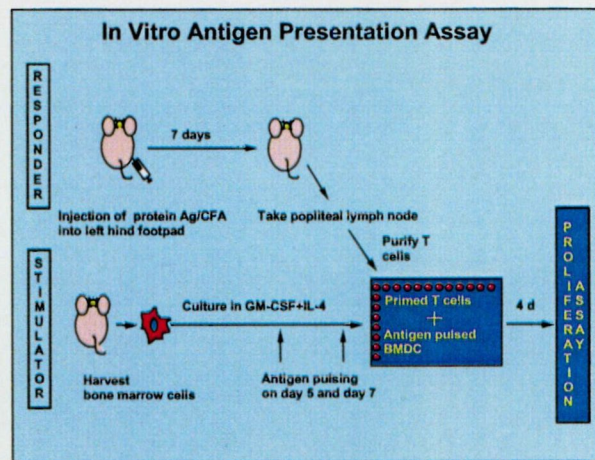 In Vitro Antigen Presentation Assay
RESPONDER
7 days
Injection of protein Ag/CFA
into left hind footpad
Take popliteal lymph node
Purify T
cells
STIMULATOR
Culture in GM-CSF+IL-4
Harvest
bone marrow cells
Antigen pulsing
on day 5 and day 7
Primed T cells
+
Antigen pulsed
BMDC
4 d
PROLIFERATION
ASSAY